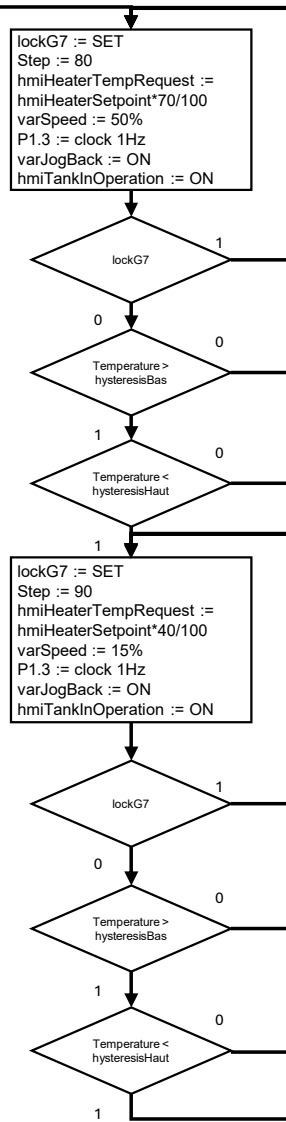 lockG7 := SET
Step := 80
hmiHeaterTempRequest :=
hmiHeaterSetpoint*70/100
varSpeed := 50%
P1.3 := clock 1Hz
varJogBack := ON
hmiTankInOperation := ON
lockG7
1
0
Temperature >
hysteresisBas
0
1
Temperature <
hysteresisHaut
0
1
lockG7 := SET
Step := 90
hmiHeaterTempRequest :=
hmiHeaterSetpoint*40/100
varSpeed := 15%
P1.3 := clock 1Hz
varJogBack := ON
hmiTankInOperation := ON
lockG7
1
0
Temperature >
hysteresisBas
0
1
Temperature <
hysteresisHaut
0
1